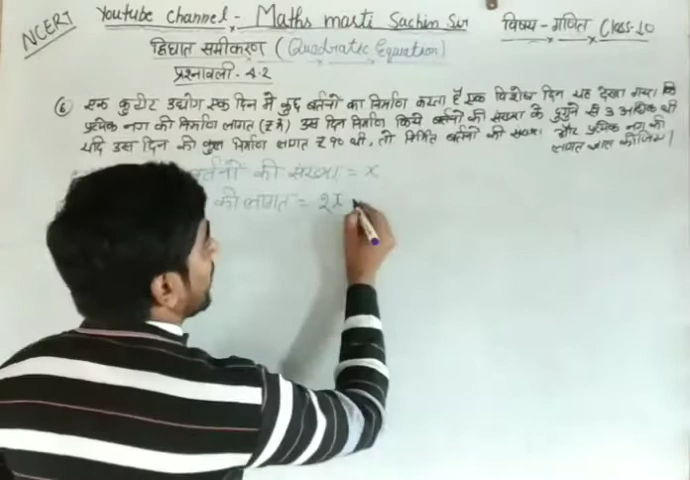 NCERT
Youtube channel - Maths masti Sachin Sir
विषय - गणित Class-10
द्विघात समीकरण (Quadratic Equation)
प्रश्नावली - 4.2
⑥ एक कुटीर उद्योग एक दिन में कुछ बर्तनों का निर्माण करता है एक विशेष दिन यह देखा गया कि
प्रत्येक नग की निर्माण लागत (₹ में) उस दिन निर्माण किये बर्तनों की संख्या के दुगुने से 3 अधिक थी
यदि उस दिन की कुल निर्माण लागत ₹ 90 थी, तो निर्मित बर्तनों की संख्या और प्रत्येक नग की
लागत ज्ञात कीजिए।
बर्तनों की संख्या = x
की लागत = 2x